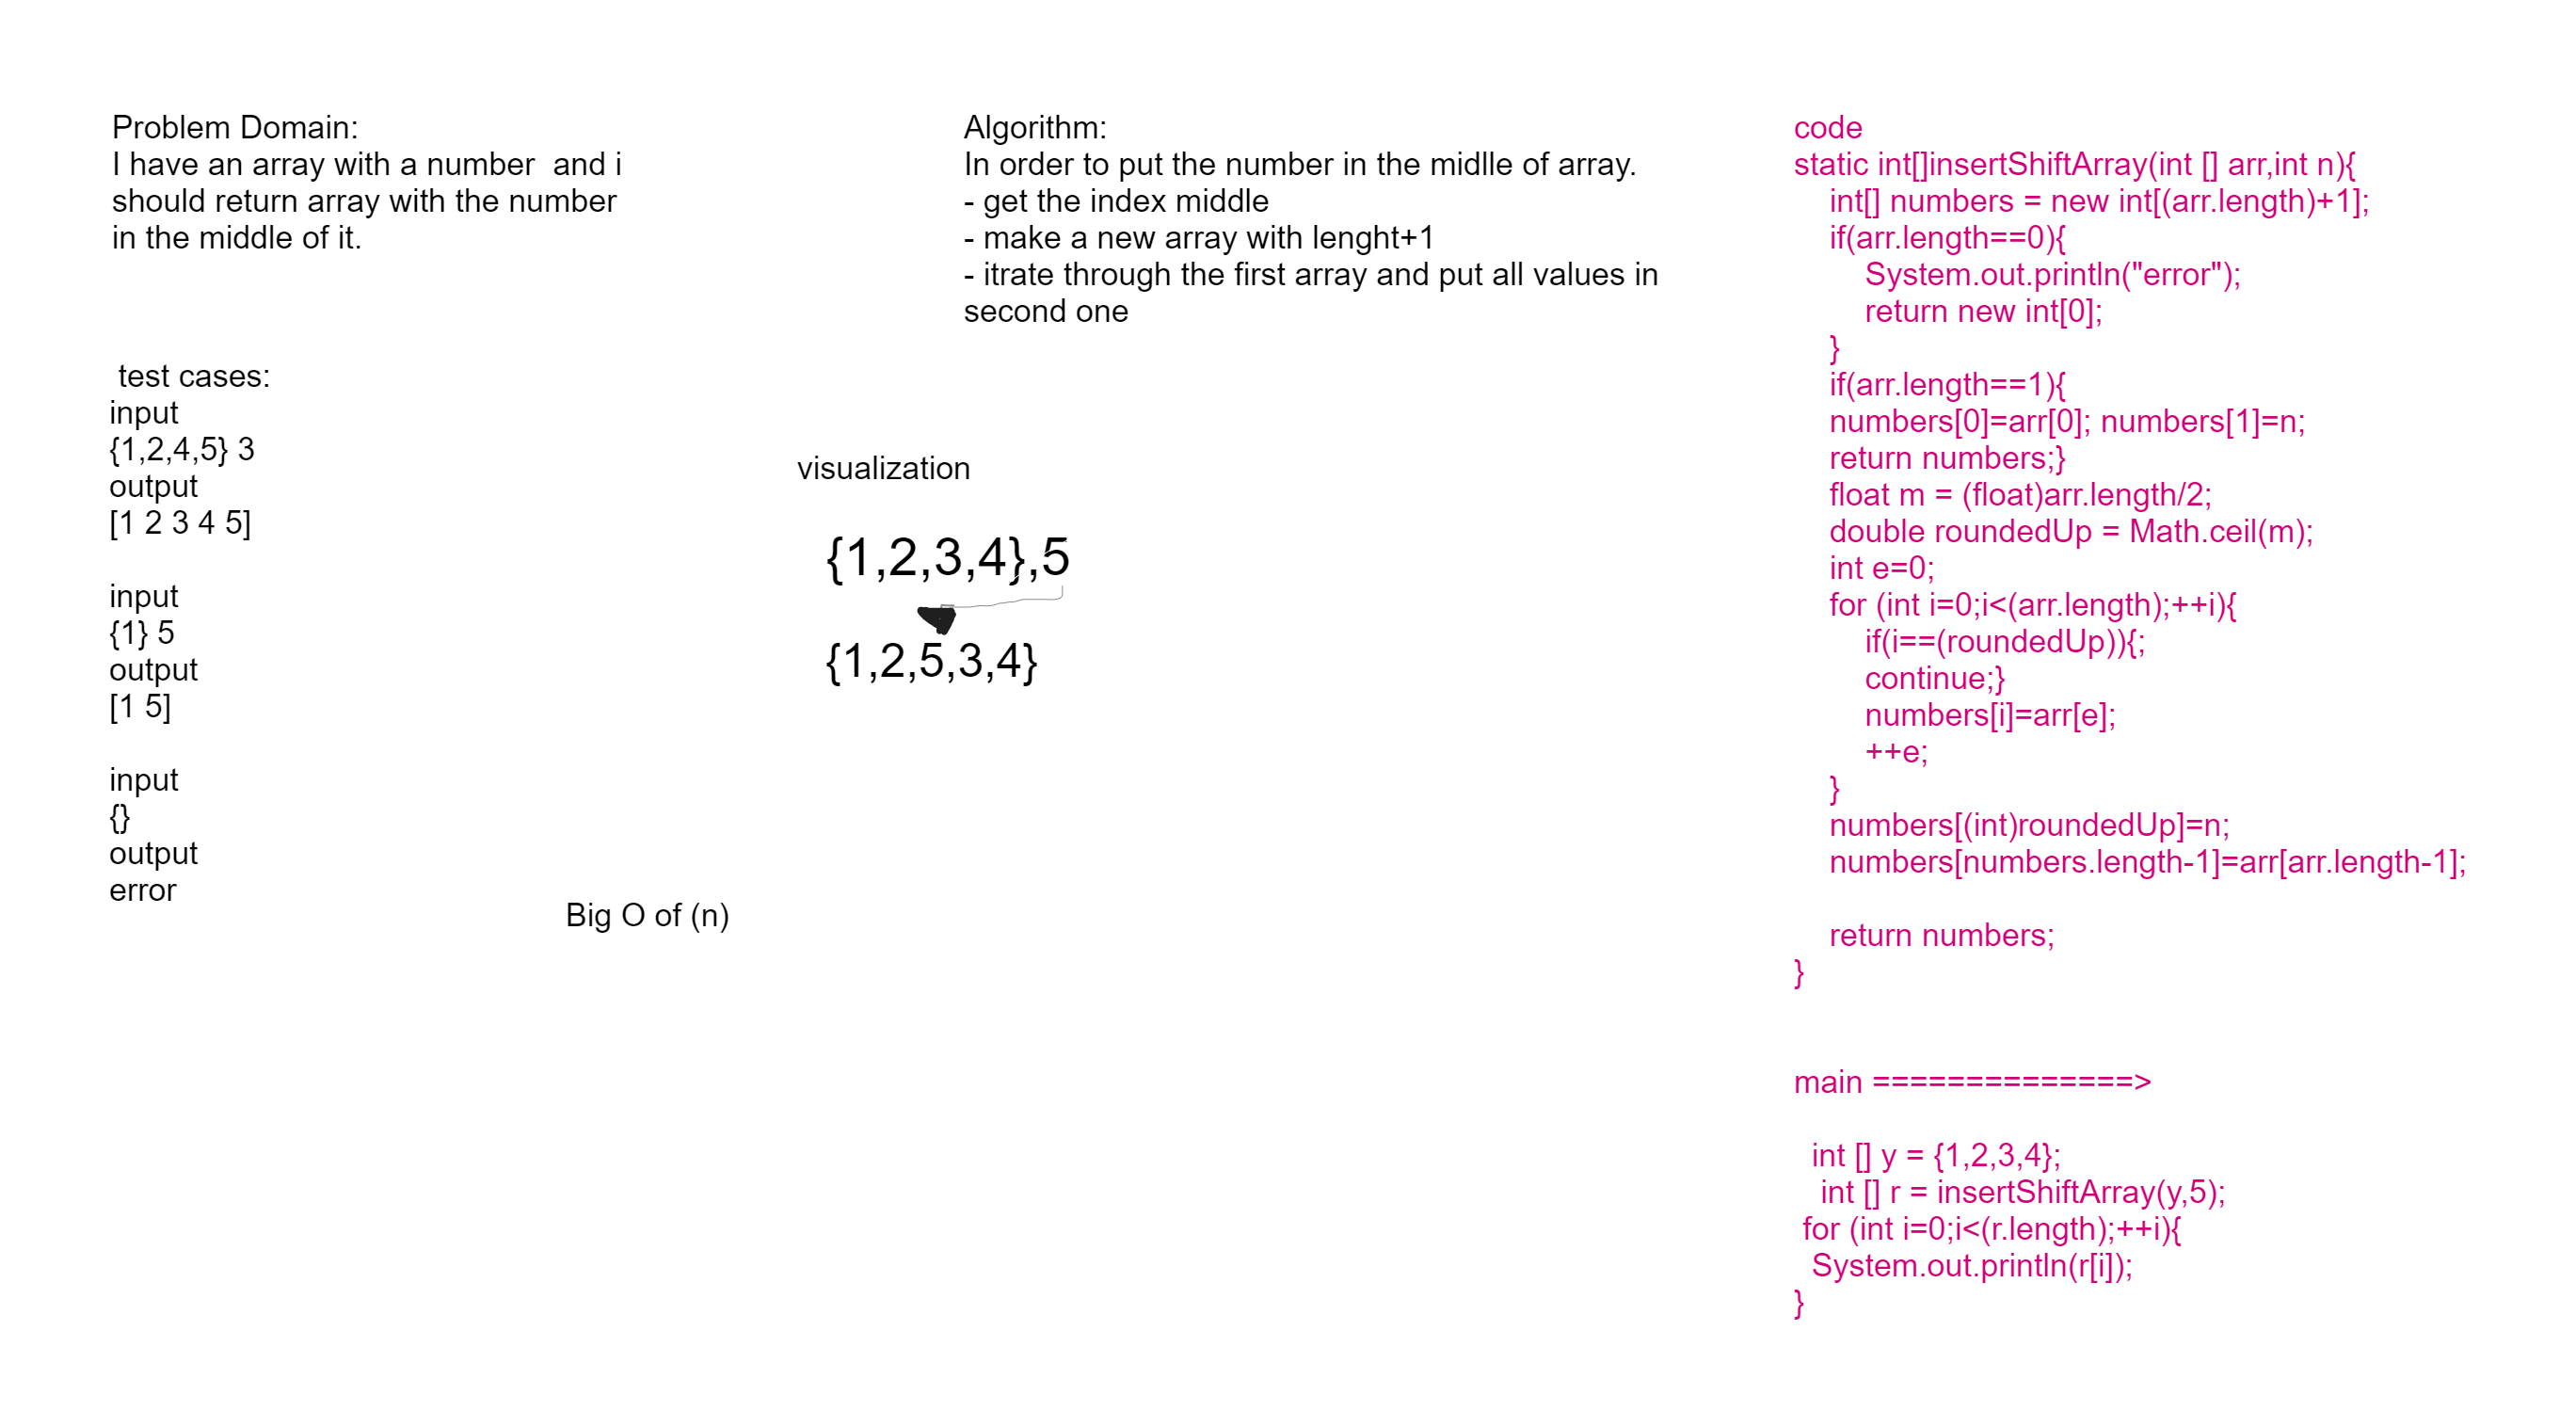 Problem Domain:
I have an array with a number  and i
should return array with the number
in the middle of it.
test cases:
input
{1,2,4,5} 3
output
[1 2 3 4 5]
input
{1} 5
output
[1 5]
input
{}
output
error
Big O of (n)
Algorithm:
In order to put the number in the midlle of array.
- get the index middle
- make a new array with lenght+1
- itrate through the first array and put all values in
second one
visualization
{1,2,3,4},5
{1,2,5,3,4}
code
static int[]insertShiftArray(int [] arr,int n){
int[] numbers = new int[(arr.length)+1];
if(arr.length==0){
System.out.println("error");
return new int[0];
}
if(arr.length==1){
numbers[0]=arr[0]; numbers[1]=n;
return numbers;}
float m = (float)arr.length/2;
double roundedUp = Math.ceil(m);
int e=0;
for (int i=0;i<(arr.length);++i){
if(i==(roundedUp)){;
continue;}
numbers[i]=arr[e];
++e;
}
numbers[(int)roundedUp]=n;
numbers[numbers.length-1]=arr[arr.length-1];
return numbers;
}
main ==============>
int [] y = {1,2,3,4};
int [] r = insertShiftArray(y,5);
for (int i=0;i<(r.length);++i){
System.out.println(r[i]);
}